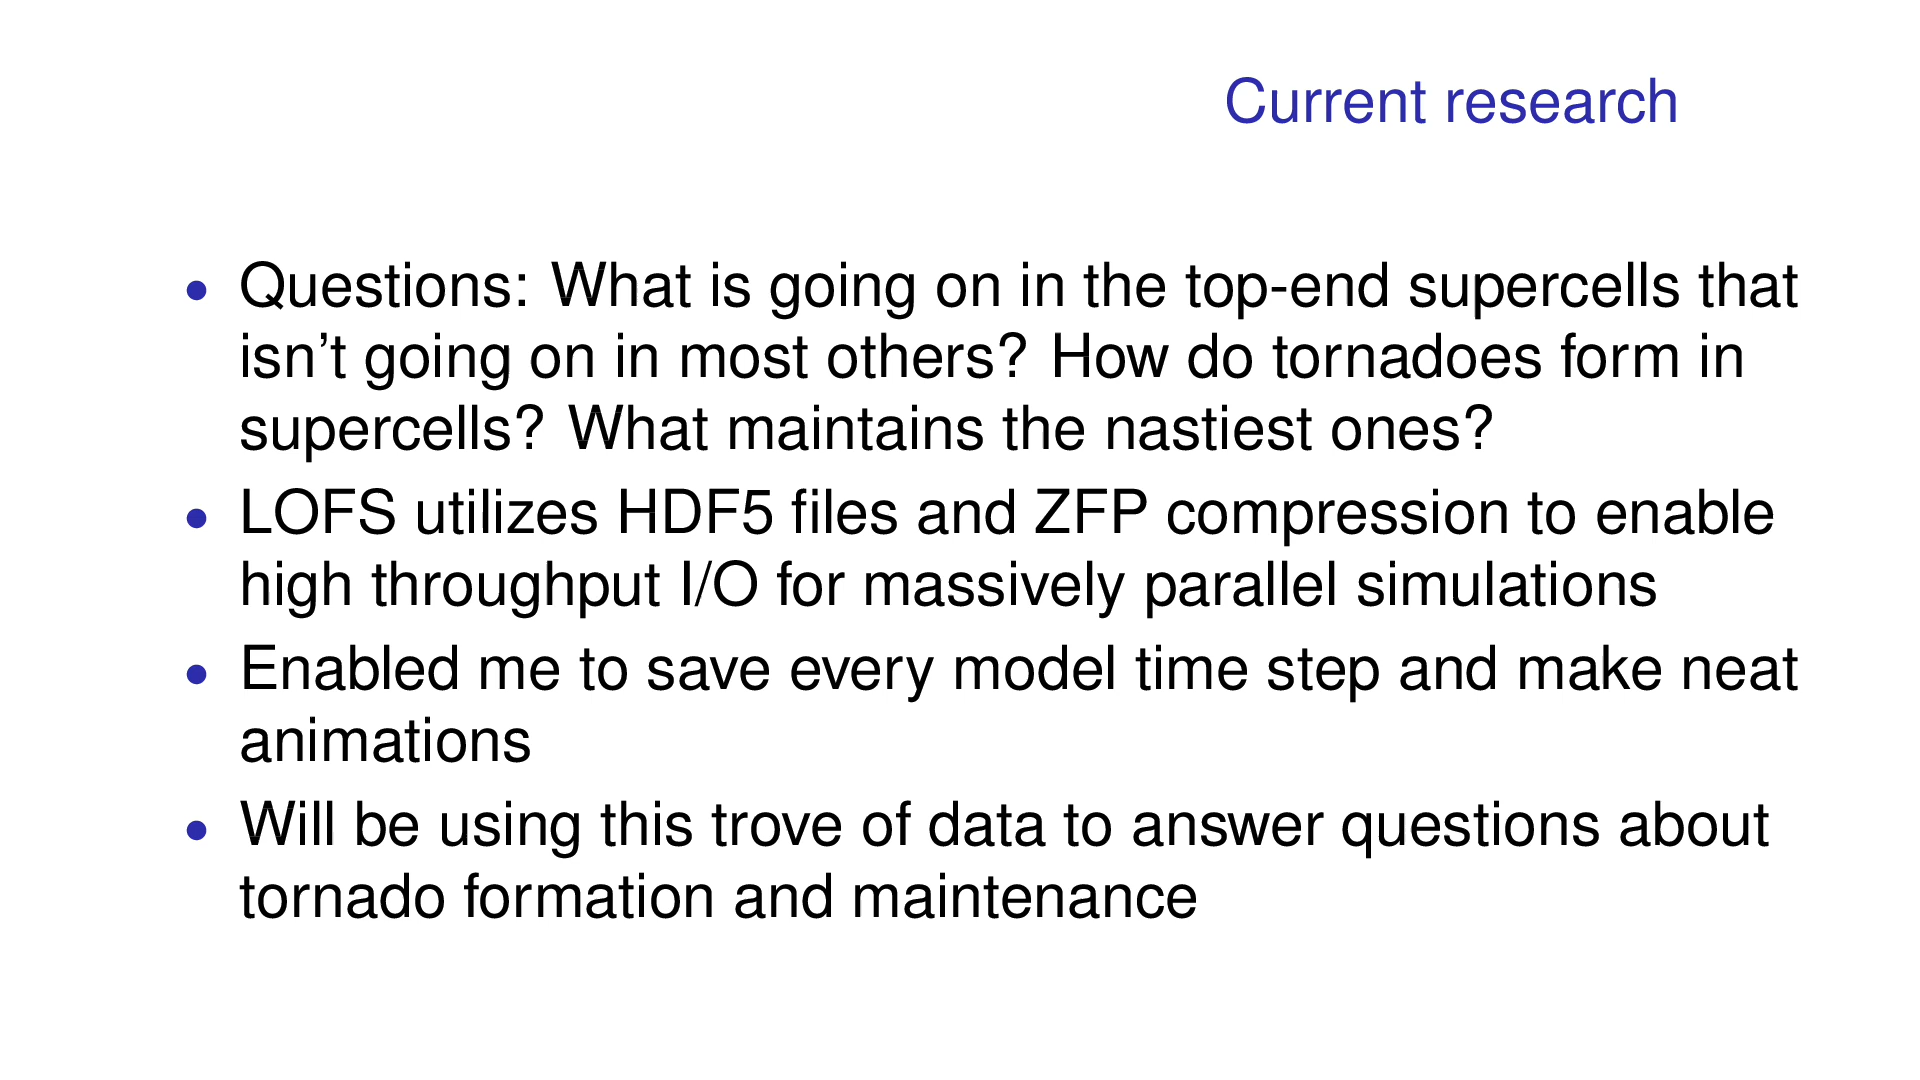 Current research
• Questions: What is going on in the top-end supercells that
isn’t going on in most others? How do tornadoes form in
supercells? What maintains the nastiest ones?
• LOFS utilizes HDF5 files and ZFP compression to enable
high throughput I/O for massively parallel simulations
• Enabled me to save every model time step and make neat
animations
• Will be using this trove of data to answer questions about
tornado formation and maintenance